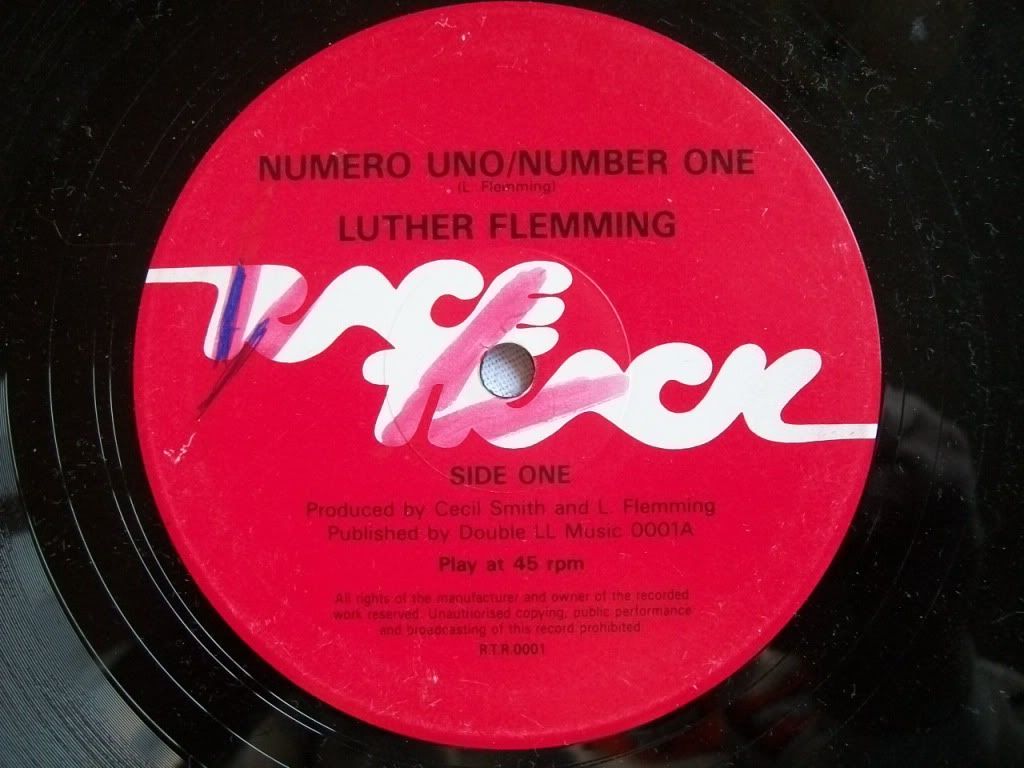 NUMERO UNO/NUMBER ONE
(L. Flemming)
LUTHER FLEMMING
RACE
TRACK
SIDE ONE
Produced by Cecil Smith and L. Flemming
Published by Double LL Music 0001A
Play at 45 rpm
All rights of the manufacturer and owner of the recorded
work reserved. Unauthorised copying, public performance
and broadcasting of this record prohibited
R.T.R.0001